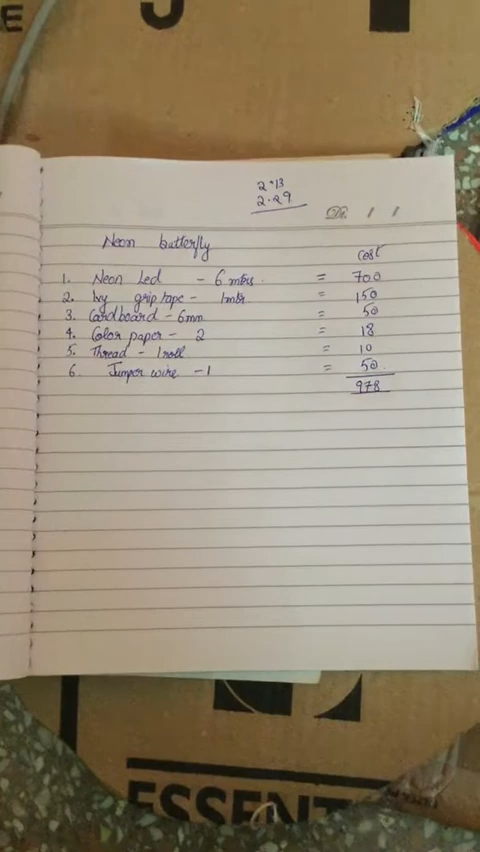 2.13
2.29
Dt. / /
Neon butterfly
cost
1. Neon Led - 6 mtrs. = 700
2. Ivy grip tape - 1mtr = 150
3. Cardboard - 6mm = 50
4. Color paper - 2 = 18
5. Thread - 1 roll = 10
6. Jumper wire - 1 = 50
978
ESSENT